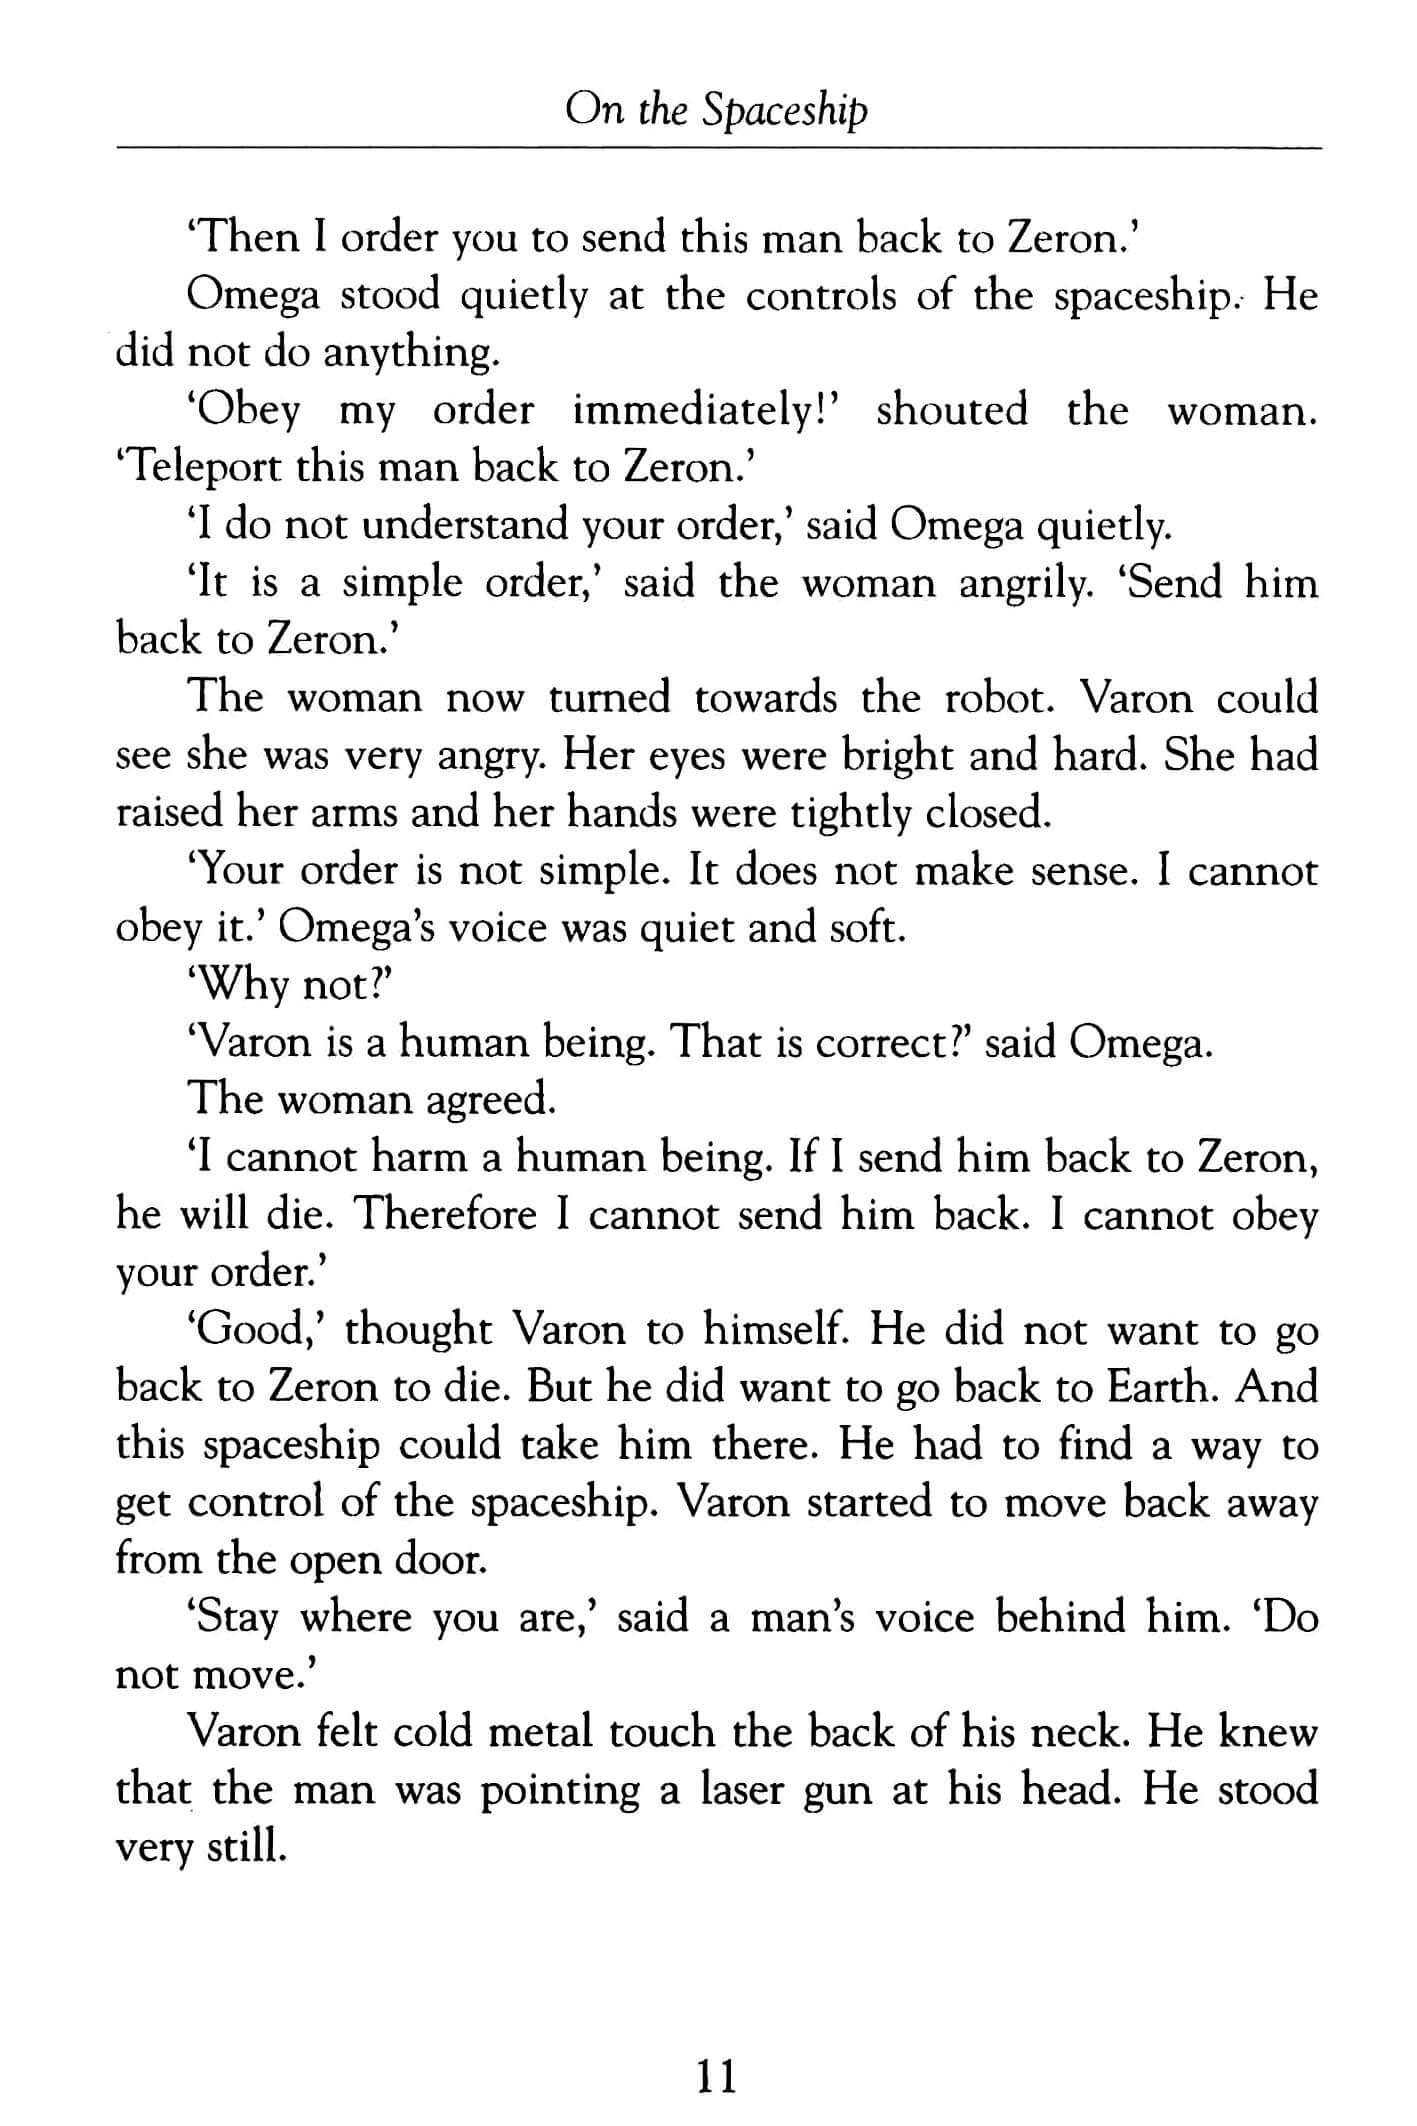 On the Spaceship
‘Then I order you to send this man back to Zeron.’
Omega stood quietly at the controls of the spaceship. He
did not do anything.
‘Obey my order immediately!’ shouted the woman.
‘Teleport this man back to Zeron.’
‘I do not understand your order,’ said Omega quietly.
‘It is a simple order,’ said the woman angrily. ‘Send him
back to Zeron.’
The woman now turned towards the robot. Varon could
see she was very angry. Her eyes were bright and hard. She had
raised her arms and her hands were tightly closed.
‘Your order is not simple. It does not make sense. I cannot
obey it.’ Omega’s voice was quiet and soft.
‘Why not?’
‘Varon is a human being. That is correct?’ said Omega.
The woman agreed.
‘I cannot harm a human being. If I send him back to Zeron,
he will die. Therefore I cannot send him back. I cannot obey
your order.’
‘Good,’ thought Varon to himself. He did not want to go
back to Zeron to die. But he did want to go back to Earth. And
this spaceship could take him there. He had to find a way to
get control of the spaceship. Varon started to move back away
from the open door.
‘Stay where you are,’ said a man’s voice behind him. ‘Do
not move.’
Varon felt cold metal touch the back of his neck. He knew
that the man was pointing a laser gun at his head. He stood
very still.
11